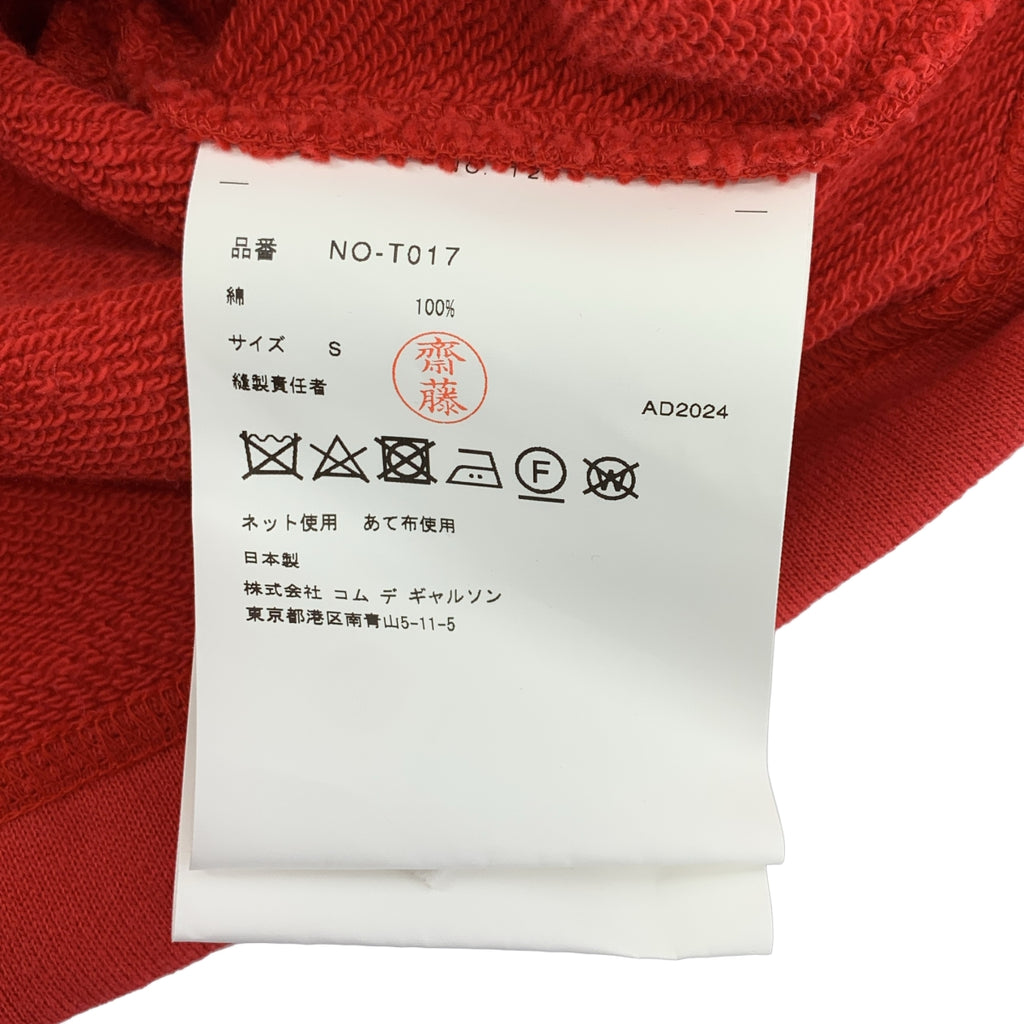 NO. 12
品番 NO-T017
綿 100%
サイズ S
齋藤
縫製責任者
AD2024
F
W
ネット使用 あて布使用
日本製
株式会社 コム デ ギャルソン
東京都港区南青山5-11-5